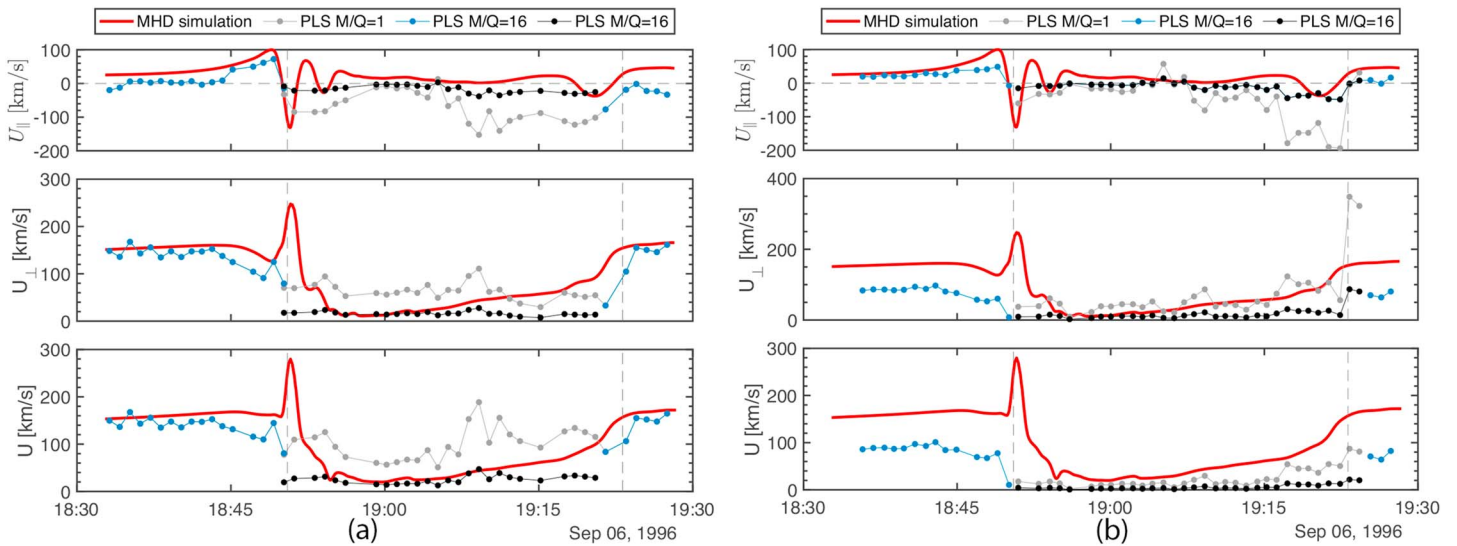 MHD simulation PLS M/Q=1 PLS M/Q=16 PLS M/Q=16
100
0
-100
-200
U∥ [km/s]
300
200
100
0
U⊥ [km/s]
300
200
100
0
U [km/s]
18:30 18:45 19:00 19:15 19:30
(a)
Sep 06, 1996
MHD simulation PLS M/Q=1 PLS M/Q=16 PLS M/Q=16
100
0
-100
-200
U∥ [km/s]
400
300
200
100
0
U⊥ [km/s]
300
200
100
0
U [km/s]
18:30 18:45 19:00 19:15 19:30
(b)
Sep 06, 1996